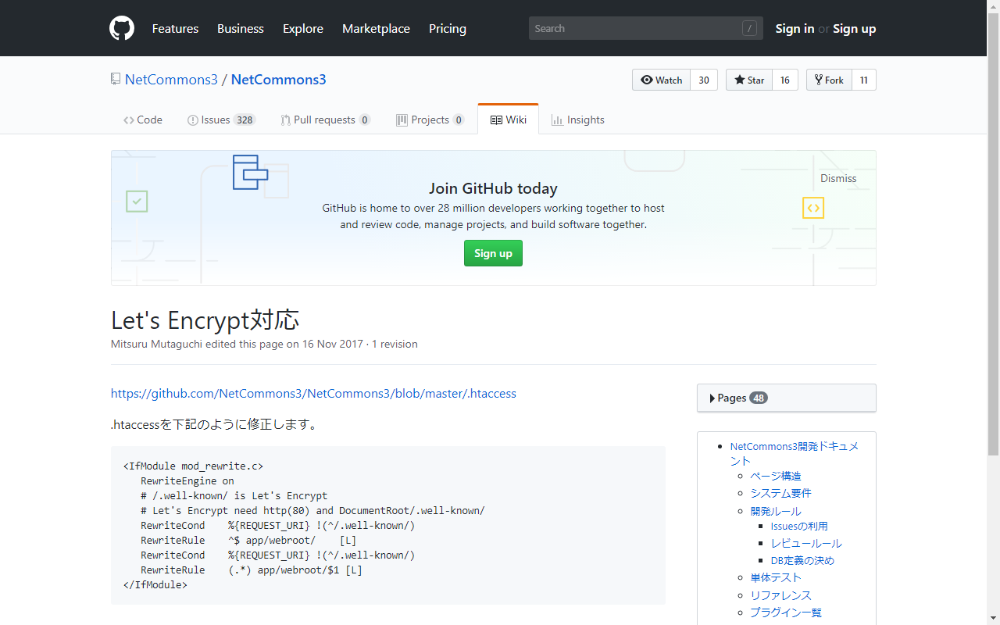 Features Business Explore Marketplace Pricing Search / Sign in or Sign up
NetCommons3 / NetCommons3 Watch 30 Star 16 Fork 11
Code Issues 328 Pull requests 0 Projects 0 Wiki Insights
Dismiss
Join GitHub today
GitHub is home to over 28 million developers working together to host
and review code, manage projects, and build software together.
Sign up
Let's Encrypt対応
Mitsuru Mutaguchi edited this page on 16 Nov 2017 · 1 revision
https://github.com/NetCommons3/NetCommons3/blob/master/.htaccess
.htaccessを下記のように修正します。
<IfModule mod_rewrite.c>
   RewriteEngine on
   # /.well-known/ is Let's Encrypt
   # Let's Encrypt need http(80) and DocumentRoot/.well-known/
   RewriteCond    %{REQUEST_URI} !(^/.well-known/)
   RewriteRule    ^$ app/webroot/    [L]
   RewriteCond    %{REQUEST_URI} !(^/.well-known/)
   RewriteRule    (.*) app/webroot/$1 [L]
</IfModule>
Pages 48
NetCommons3開発ドキュメ
ント
ページ構造
システム要件
開発ルール
Issuesの利用
レビュールール
DB定義の決め
単体テスト
リファレンス
プラグイン一覧